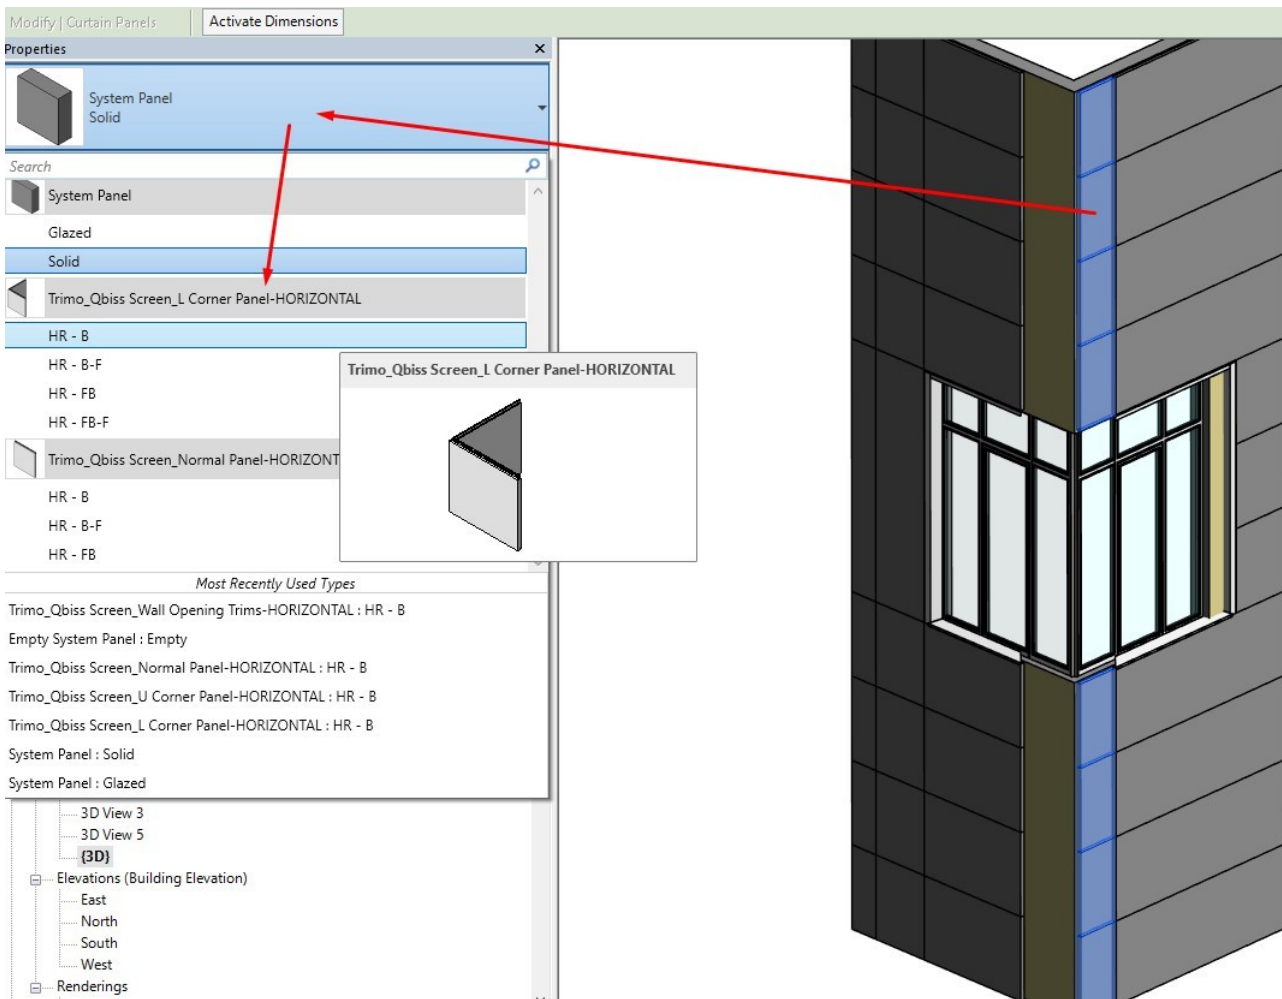 Modify | Curtain Panels
Activate Dimensions
Properties
System Panel
Solid
Search
System Panel
Glazed
Solid
Trimo_Qbiss Screen_L Corner Panel-HORIZONTAL
HR - B
HR - B-F
HR - FB
HR - FB-F
Trimo_Qbiss Screen_L Corner Panel-HORIZONTAL
Trimo_Qbiss Screen_Normal Panel-HORIZONT
HR - B
HR - B-F
HR - FB
Most Recently Used Types
Trimo_Qbiss Screen_Wall Opening Trims-HORIZONTAL : HR - B
Empty System Panel : Empty
Trimo_Qbiss Screen_Normal Panel-HORIZONTAL : HR - B
Trimo_Qbiss Screen_U Corner Panel-HORIZONTAL : HR - B
Trimo_Qbiss Screen_L Corner Panel-HORIZONTAL : HR - B
System Panel : Solid
System Panel : Glazed
3D View 3
3D View 5
{3D}
Elevations (Building Elevation)
East
North
South
West
Renderings